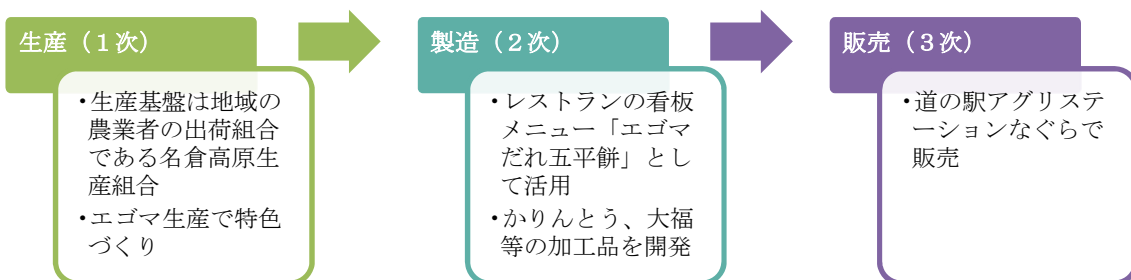 生産（１次）
・生産基盤は地域の
農業者の出荷組合
である名倉高原生
産組合
・エゴマ生産で特色
づくり
製造（２次）
・レストランの看板
メニュー「エゴマ
だれ五平餅」とし
て活用
・かりんとう、大福
等の加工品を開発
販売（３次）
・道の駅アグリステ
ーションなぐらで
販売